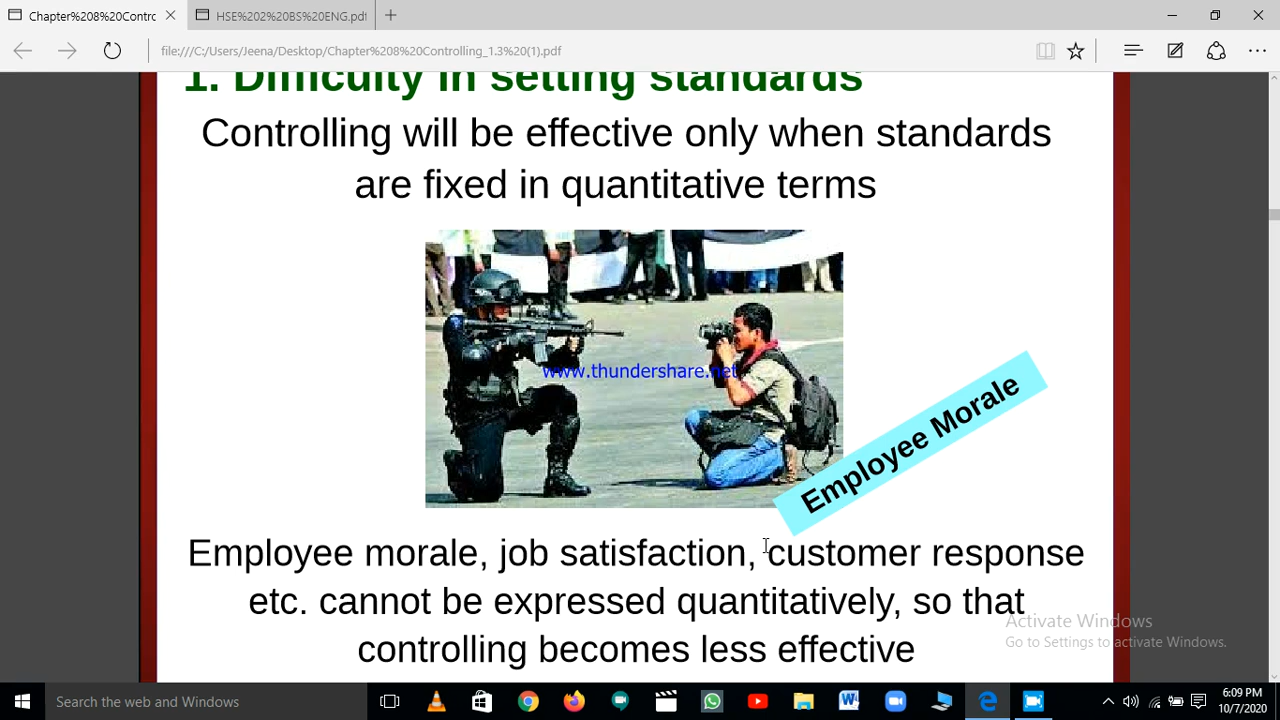 Chapter%208%20Contro
HSE%202%20BS%20ENG.pdf
file:///C:/Users/Jeena/Desktop/Chapter%208%20Controlling_1.3%20(1).pdf
1. Difficulty in setting standards
Controlling will be effective only when standards
are fixed in quantitative terms
www.thundershare.net
Employee Morale
Employee morale, job satisfaction, customer response
etc. cannot be expressed quantitatively, so that
controlling becomes less effective
Activate Windows
Go to Settings to activate Windows.
Search the web and Windows
6:09 PM
10/7/2020